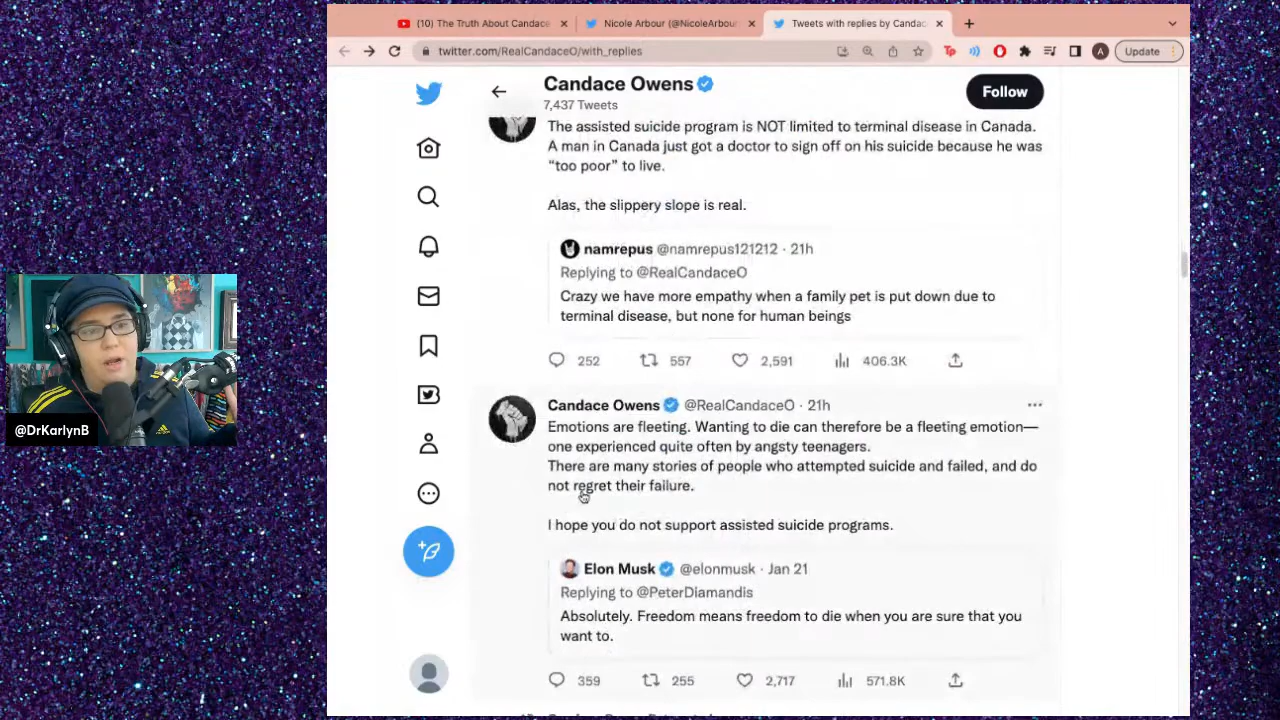 (10) The Truth About Candace
Nicole Arbour (@NicoleArbour
Tweets with replies by Candac
twitter.com/RealCandaceO/with_replies
Tp
A
Update
Candace Owens
7,437 Tweets
Follow
The assisted suicide program is NOT limited to terminal disease in Canada.
A man in Canada just got a doctor to sign off on his suicide because he was
“too poor” to live.
Alas, the slippery slope is real.
namrepus @namrepus121212 · 21h
Replying to @RealCandaceO
Crazy we have more empathy when a family pet is put down due to
terminal disease, but none for human beings
252 557 2,591 406.3K
Candace Owens @RealCandaceO · 21h
Emotions are fleeting. Wanting to die can therefore be a fleeting emotion—
one experienced quite often by angsty teenagers.
There are many stories of people who attempted suicide and failed, and do
not regret their failure.
I hope you do not support assisted suicide programs.
Elon Musk @elonmusk · Jan 21
Replying to @PeterDiamandis
Absolutely. Freedom means freedom to die when you are sure that you
want to.
359 255 2,717 571.8K
@DrKarlynB